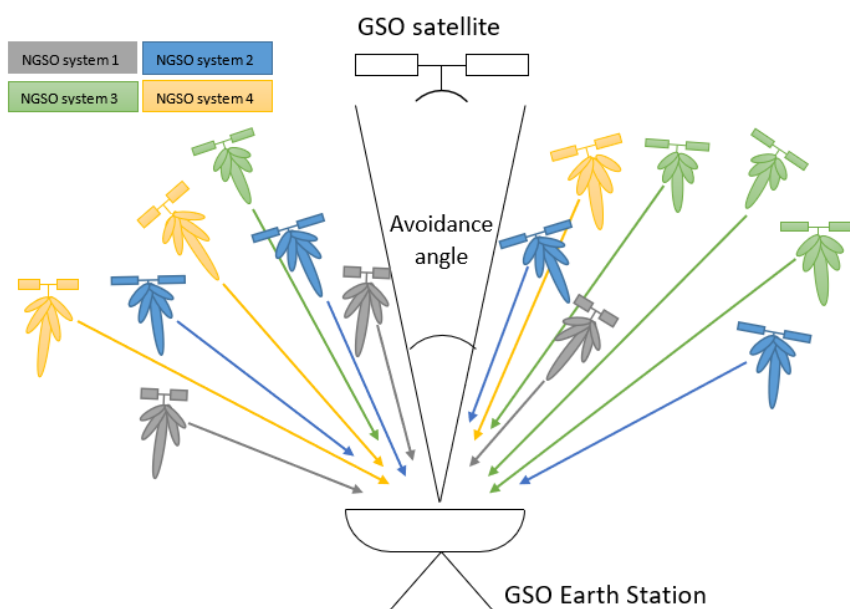 GSO satellite
NGSO system 1
NGSO system 2
NGSO system 3
NGSO system 4
Avoidance
angle
GSO Earth Station